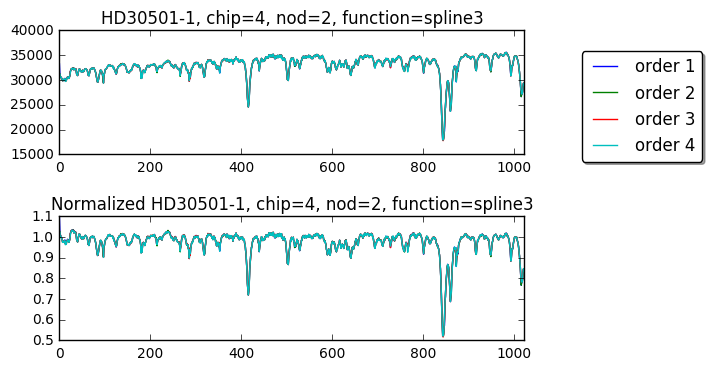 HD30501-1, chip=4, nod=2, function=spline3
40000
35000
30000
25000
20000
15000
0 200 400 600 800 1000
order 1
order 2
order 3
order 4
Normalized HD30501-1, chip=4, nod=2, function=spline3
1.1
1.0
0.9
0.8
0.7
0.6
0.5
0 200 400 600 800 1000